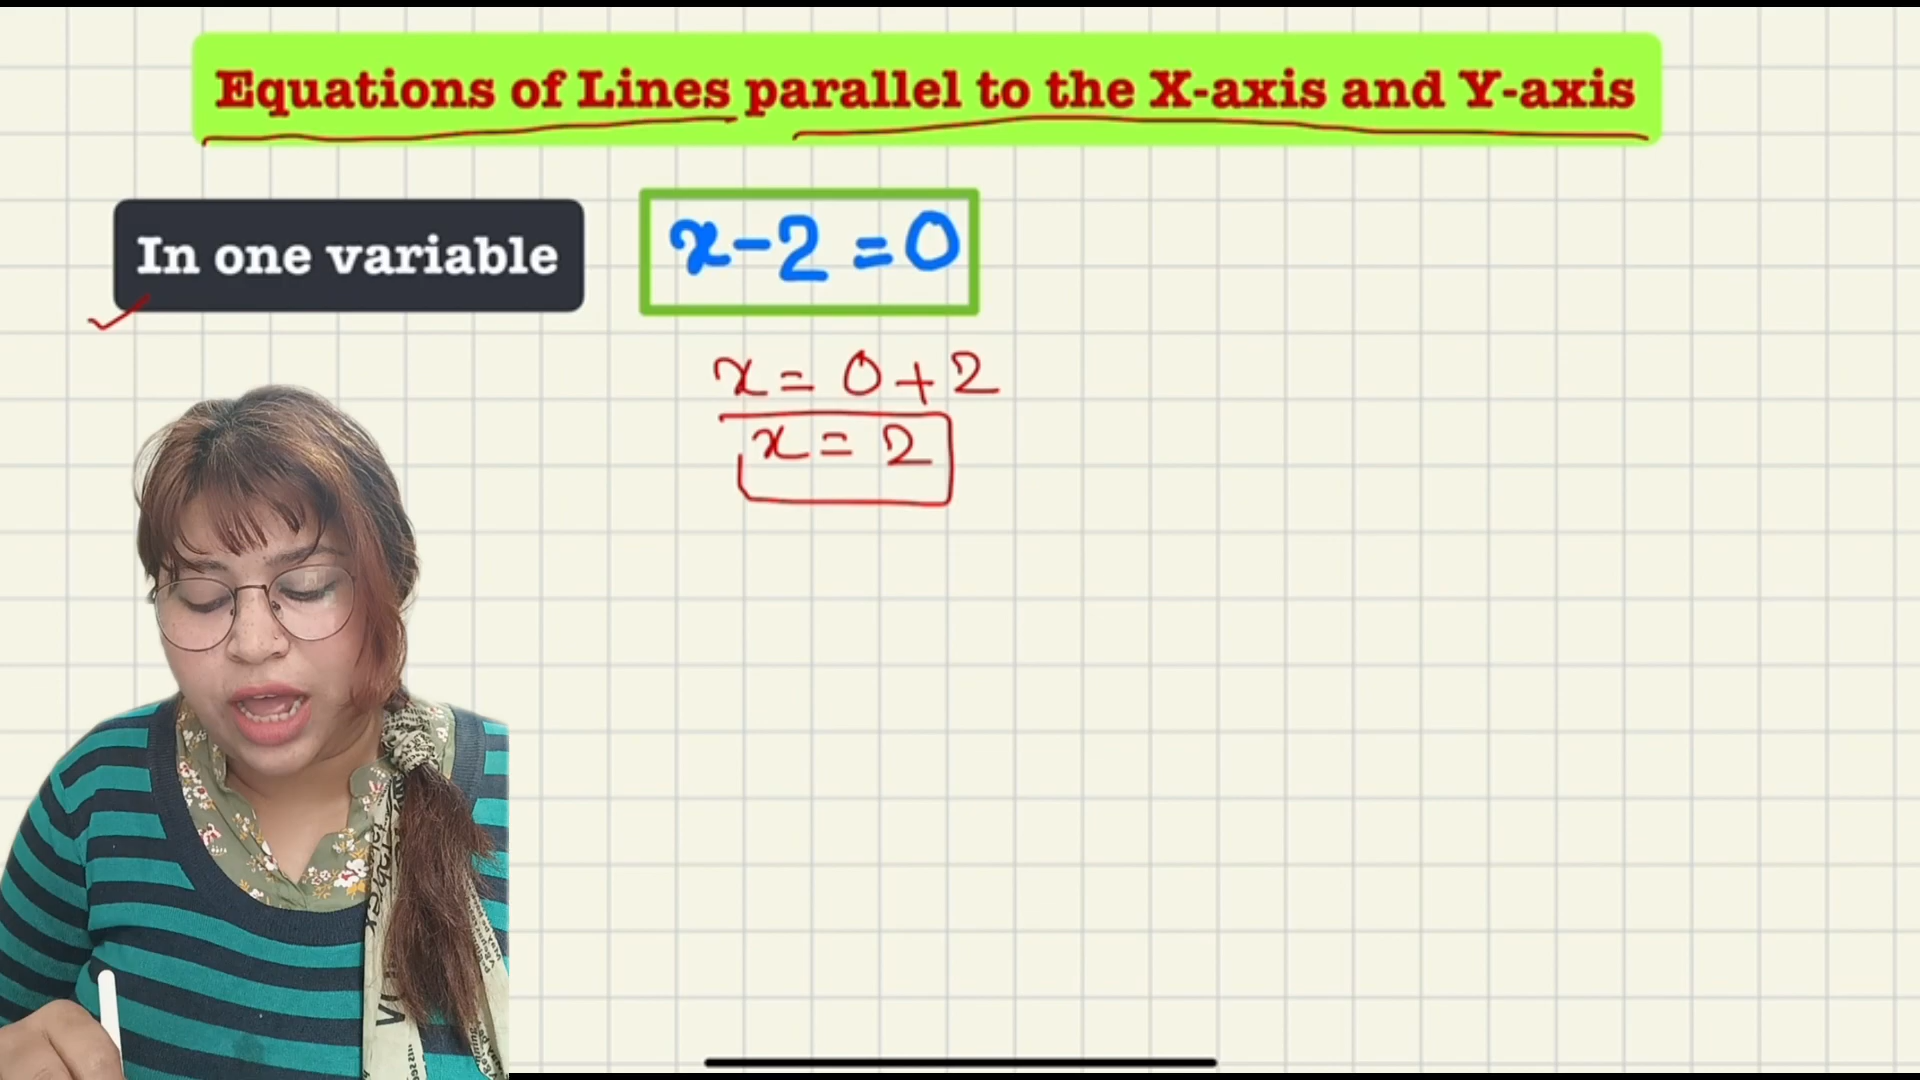 Equations of Lines parallel to the X-axis and Y-axis
In one variable
x-2=0
x=0+2
x=2